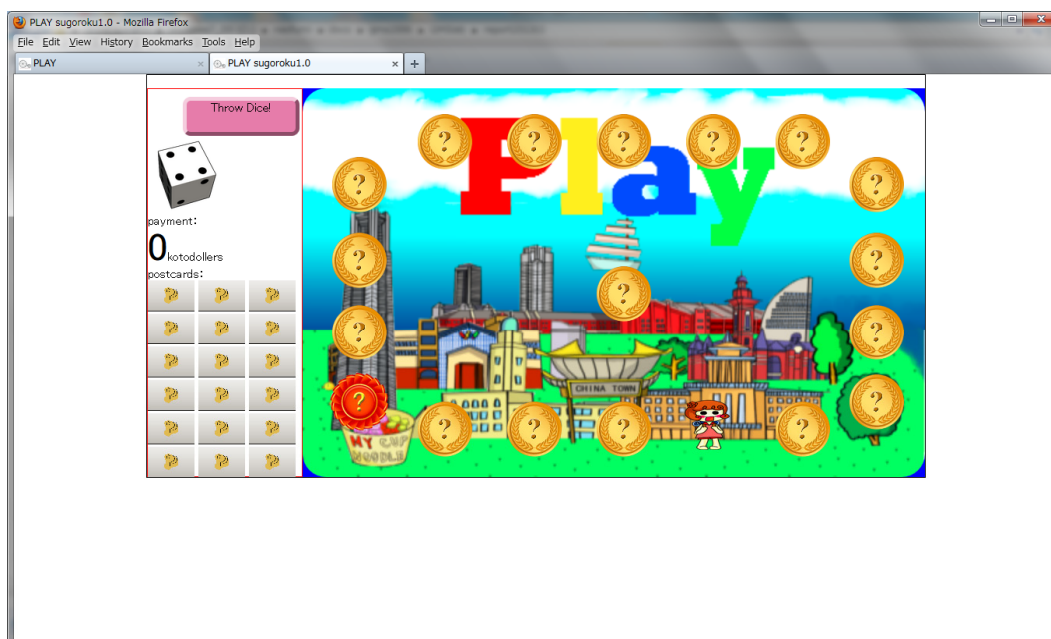 PLAY sugoroku1.0 - Mozilla Firefox
File Edit View History Bookmarks Tools Help
PLAY
PLAY sugoroku1.0
Throw Dice!
payment:
0kotodollers
postcards:
Play
CHINA TOWN
MY CUP
NOODLE